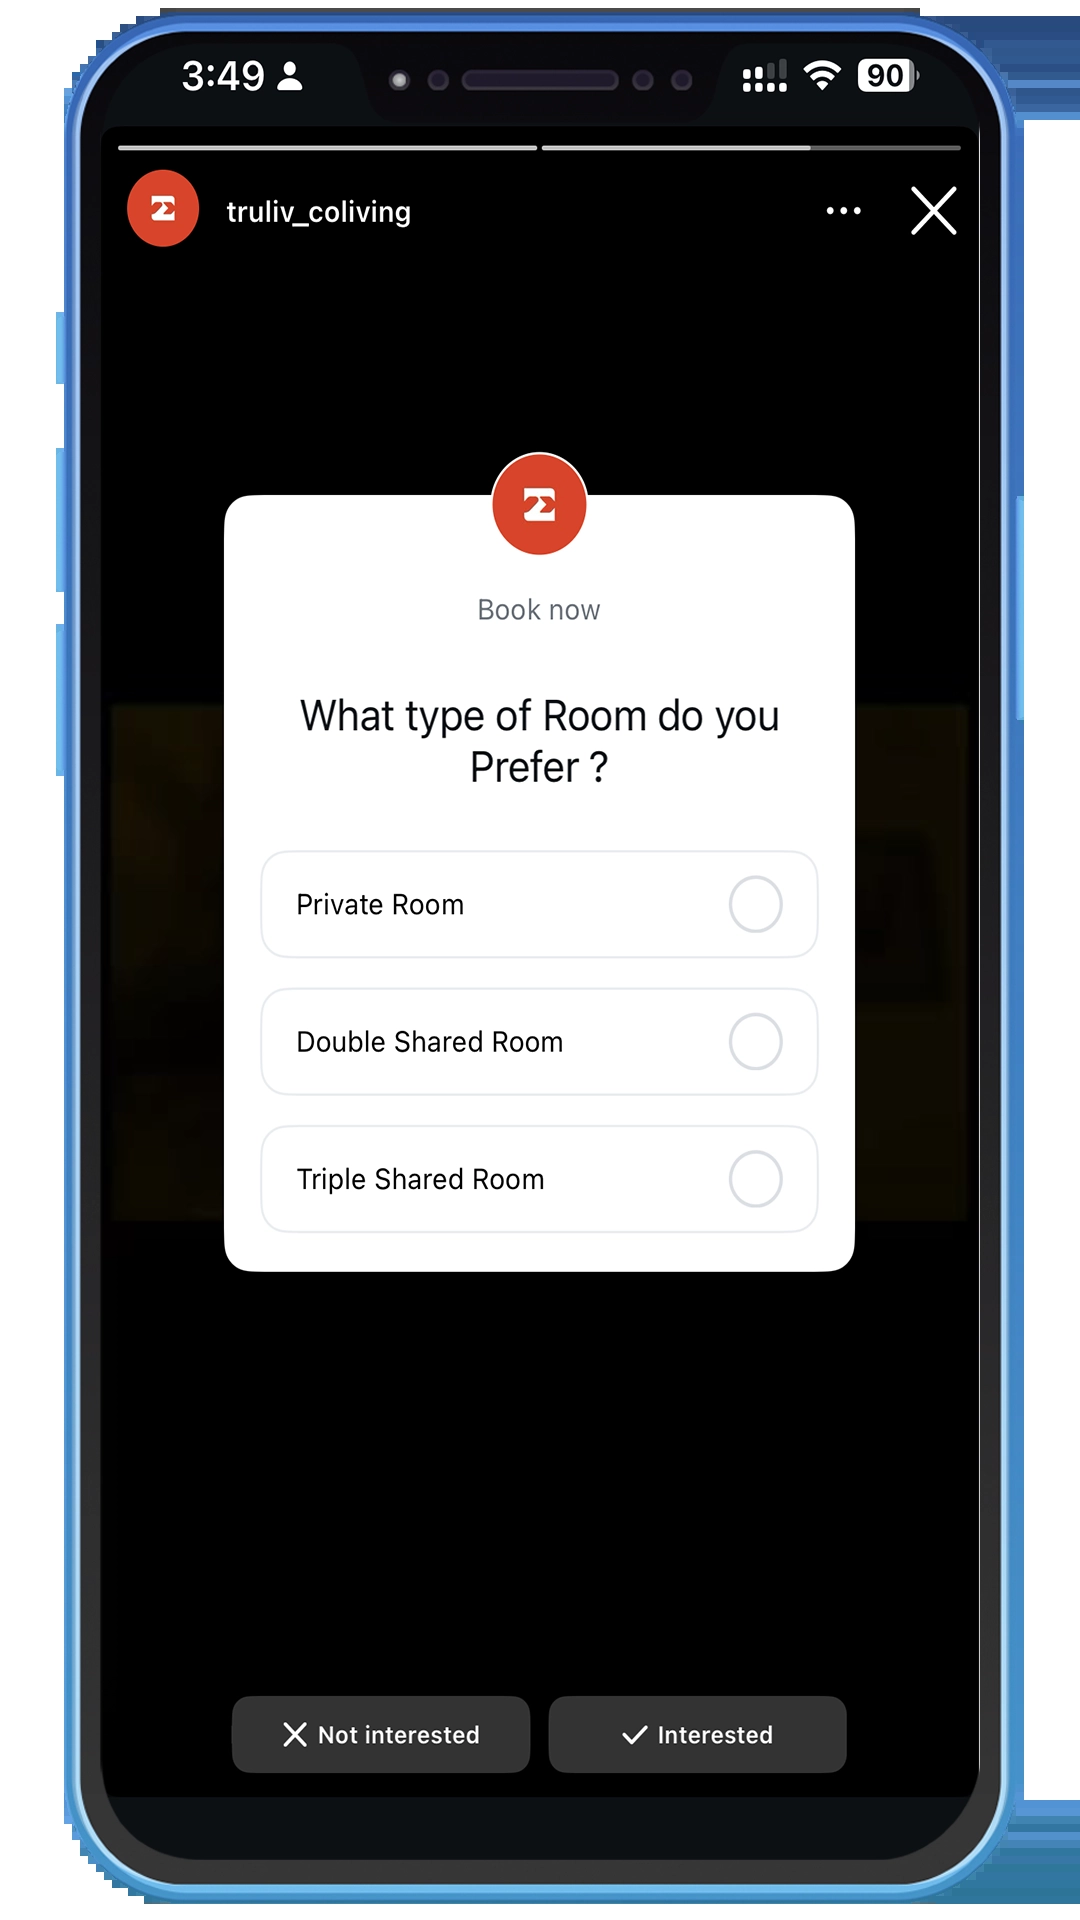 3:49
90
truliv_coliving
Book now
What type of Room do you
Prefer ?
Private Room
Double Shared Room
Triple Shared Room
Not interested
Interested